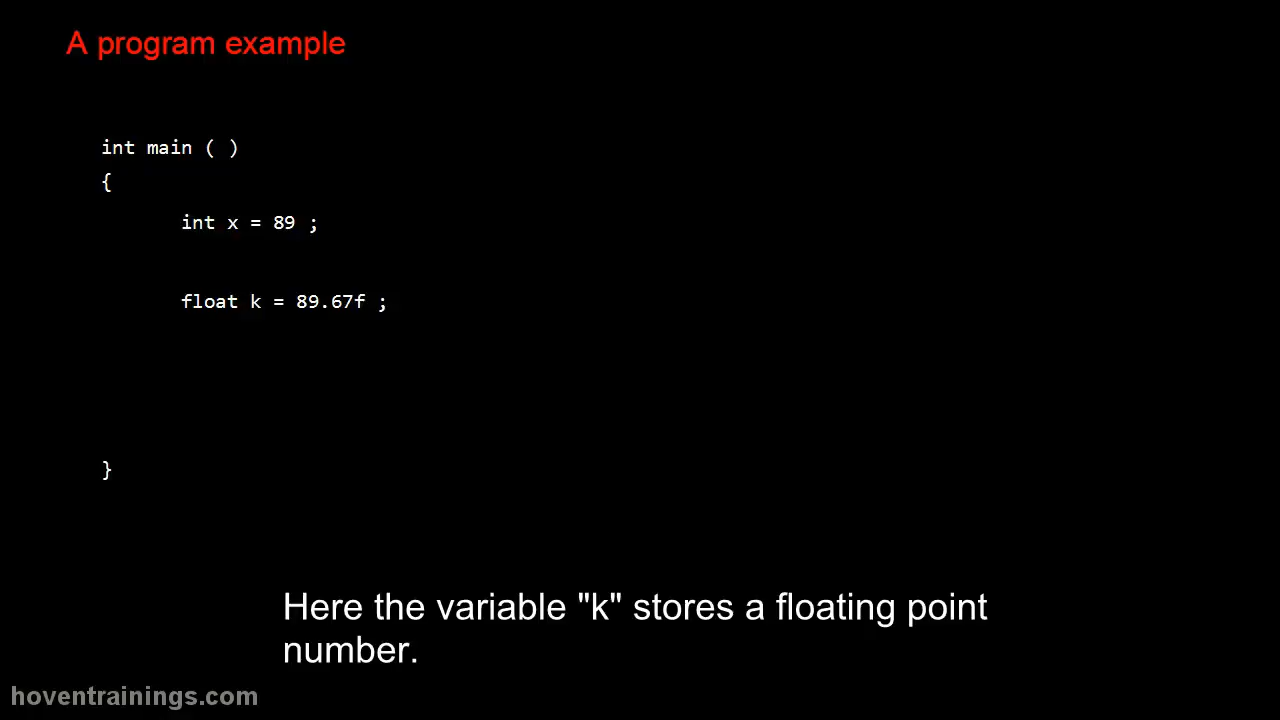 A program example
int main ( )
{
int x = 89 ;
float k = 89.67f ;
}
Here the variable "k" stores a floating point
number.
hoventrainings.com